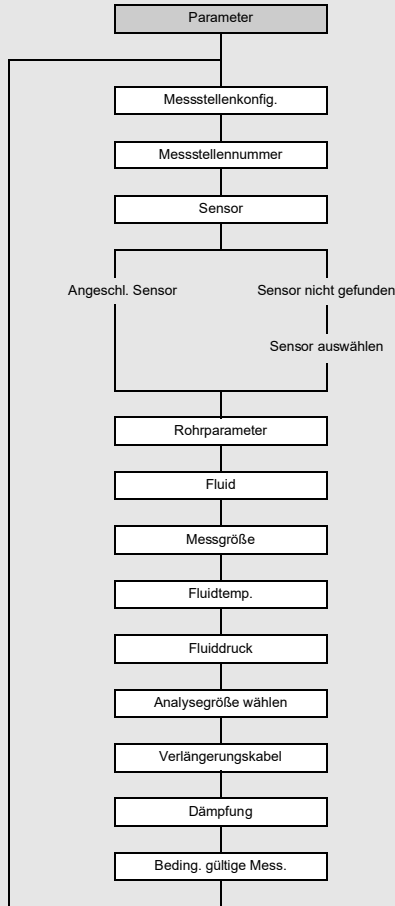 Parameter
Messstellenkonfig.
Messstellennummer
Sensor
Angeschl. Sensor
Sensor nicht gefunden
Sensor auswählen
Rohrparameter
Fluid
Messgröße
Fluidtemp.
Fluiddruck
Analysegröße wählen
Verlängerungskabel
Dämpfung
Beding. gültige Mess.